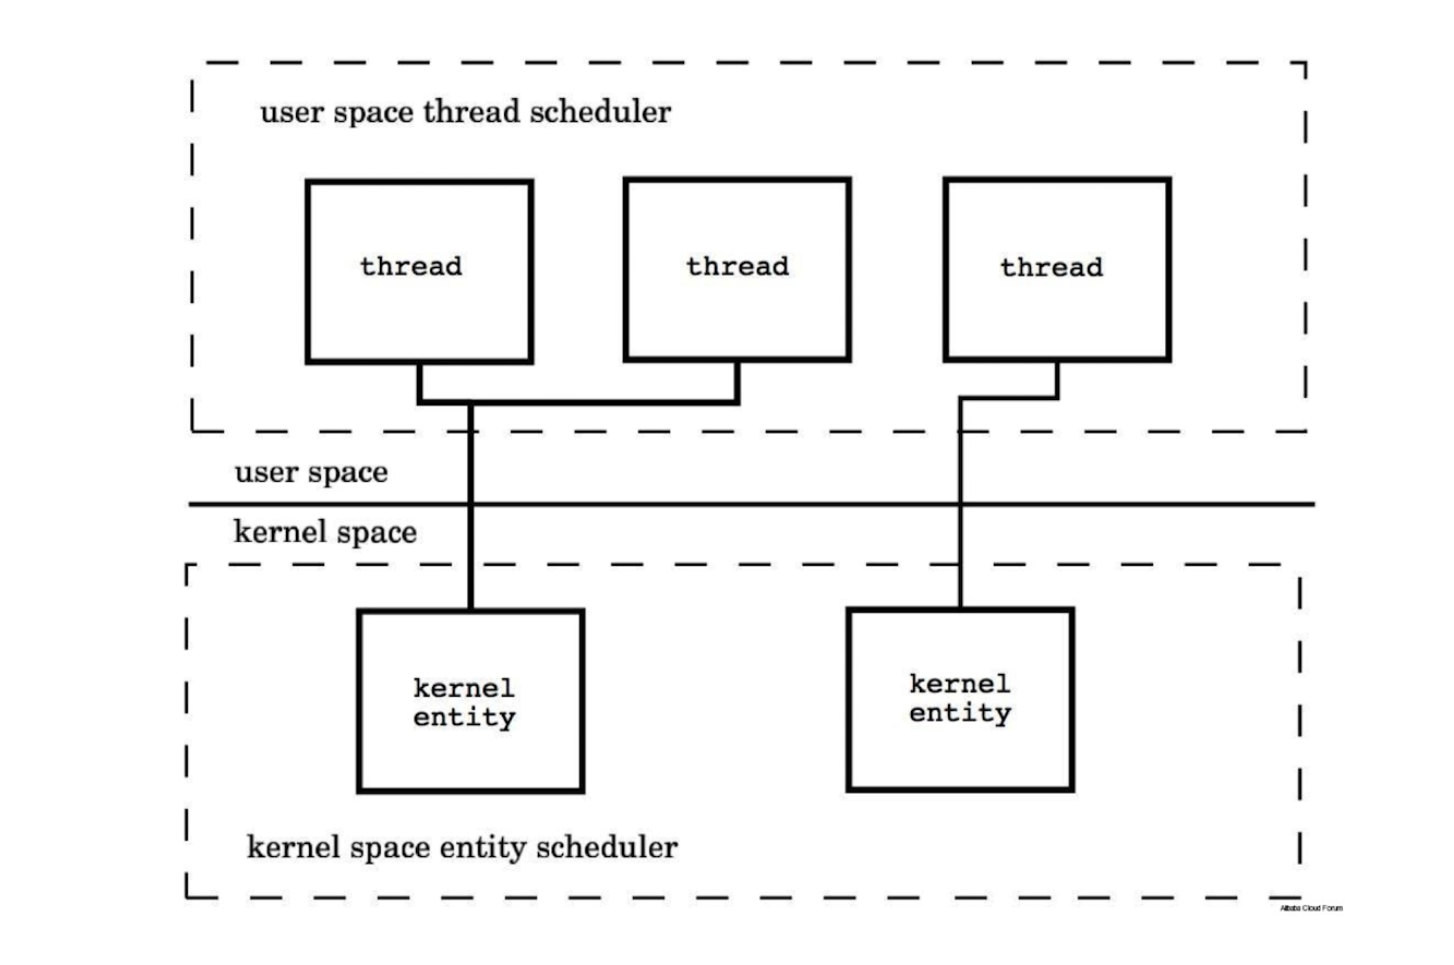 user space thread scheduler
thread
thread
thread
user space
kernel space
kernel
entity
kernel
entity
kernel space entity scheduler
Alibaba Cloud Forum